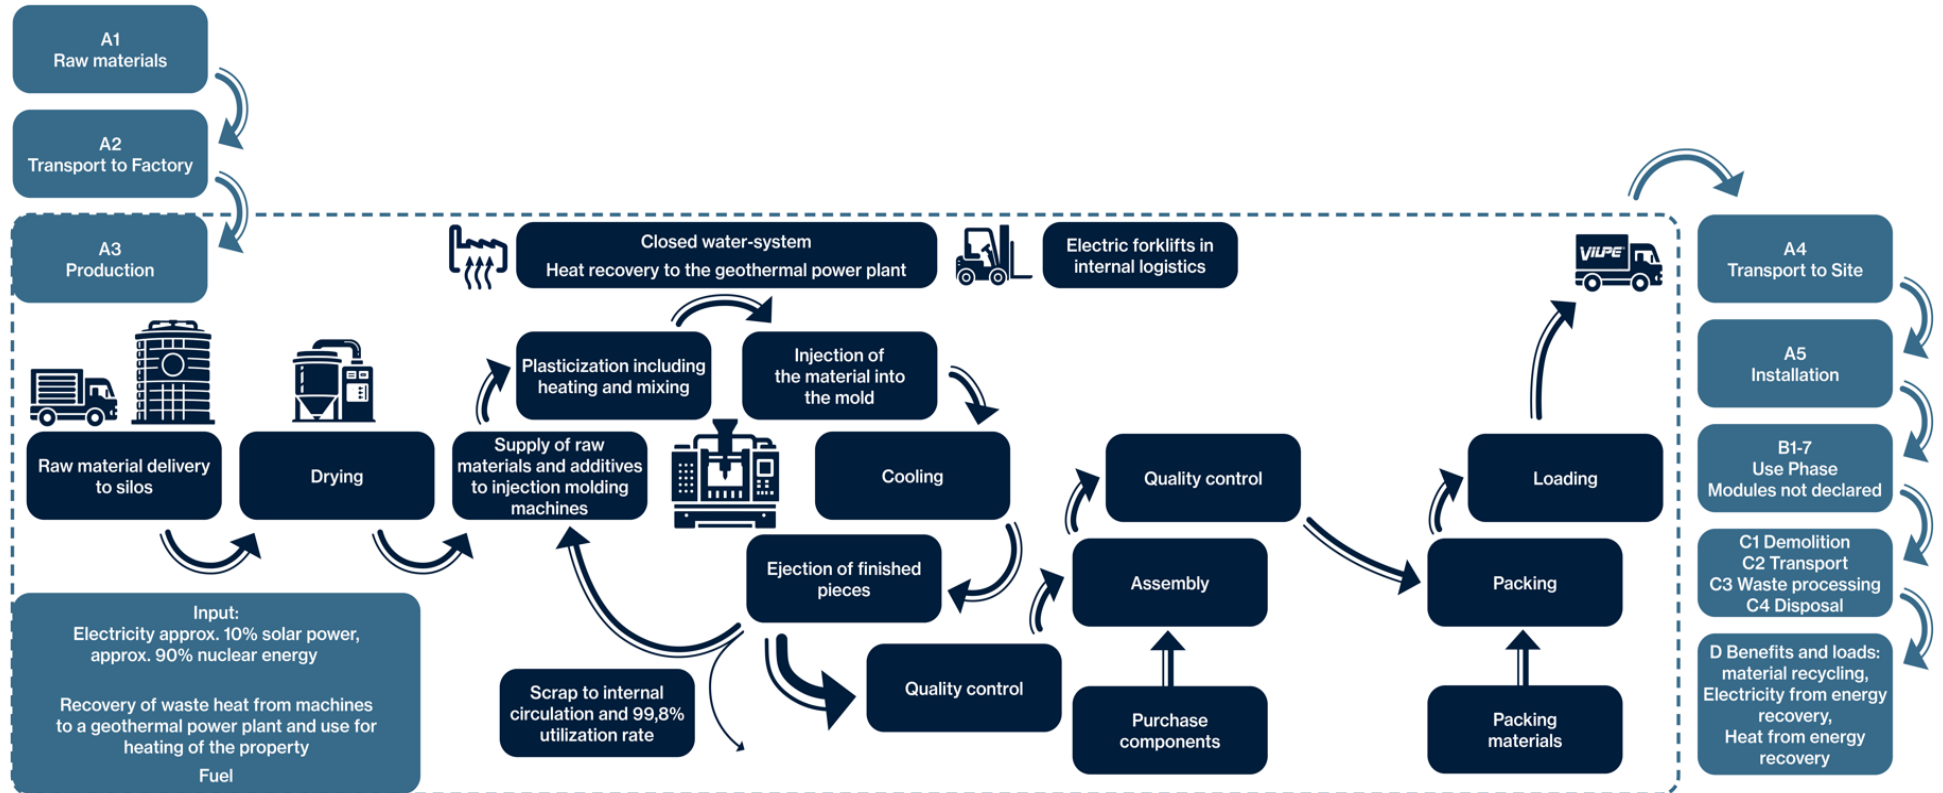 A1
Raw materials
A2
Transport to Factory
A3
Production
Closed water-system
Heat recovery to the geothermal power plant
Electric forklifts in
internal logistics
VILPE
Plasticization including
heating and mixing
Injection of
the material into
the mold
Raw material delivery
to silos
Drying
Supply of raw
materials and additives
to injection molding
machines
Cooling
Quality control
Loading
Ejection of finished
pieces
Assembly
Packing
Scrap to internal
circulation and 99,8%
utilization rate
Quality control
Purchase
components
Packing
materials
Input:
Electricity approx. 10% solar power,
approx. 90% nuclear energy
Recovery of waste heat from machines
to a geothermal power plant and use for
heating of the property
Fuel
A4
Transport to Site
A5
Installation
B1-7
Use Phase
Modules not declared
C1 Demolition
C2 Transport
C3 Waste processing
C4 Disposal
D Benefits and loads:
material recycling,
Electricity from energy
recovery,
Heat from energy
recovery